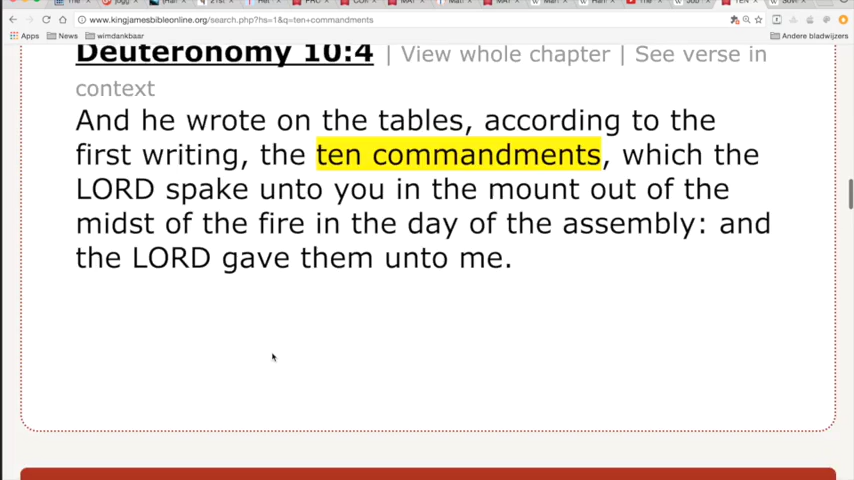 www.kingjamesbibleonline.org/search.php?hs=1&q=ten+commandments
Apps News wimdankbaar Andere bladwijzers
Deuteronomy 10:4 | View whole chapter | See verse in
context
And he wrote on the tables, according to the
first writing, the ten commandments, which the
LORD spake unto you in the mount out of the
midst of the fire in the day of the assembly: and
the LORD gave them unto me.